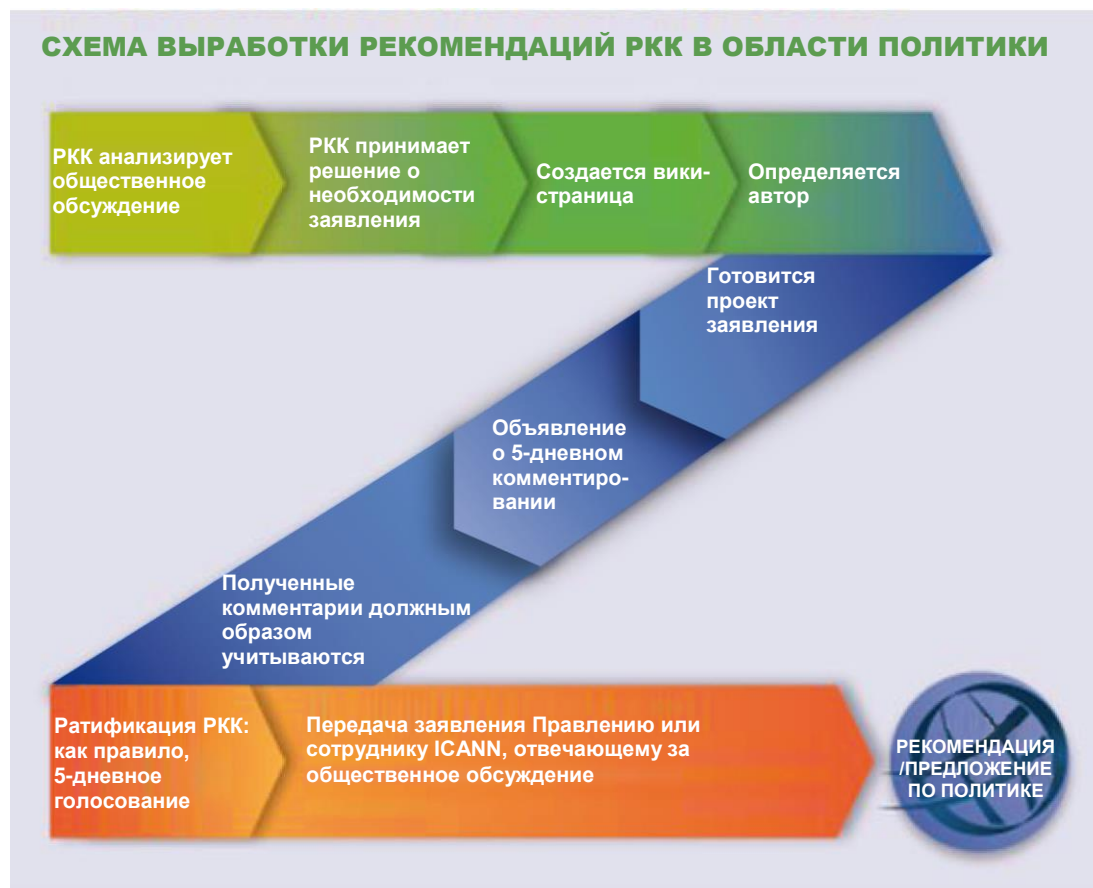 СХЕМА ВЫРАБОТКИ РЕКОМЕНДАЦИЙ РКК В ОБЛАСТИ ПОЛИТИКИ
РКК анализирует
общественное
обсуждение
РКК принимает
решение о
необходимости
заявления
Создается вики-
страница
Определяется
автор
Готовится
проект
заявления
Объявление
о 5-дневном
комментиро-
вании
Полученные
комментарии должным
образом
учитываются
Ратификация РКК:
как правило,
5-дневное
голосование
Передача заявления Правлению или
сотруднику ICANN, отвечающему за
общественное обсуждение
РЕКОМЕНДАЦИЯ
/ПРЕДЛОЖЕНИЕ
ПО ПОЛИТИКЕ